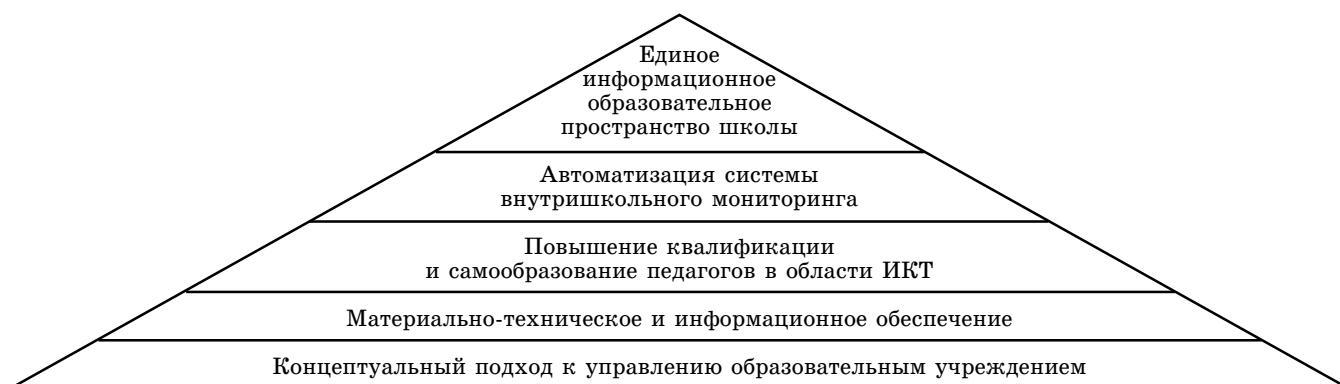 Единое
информационное
образовательное
пространство школы
Автоматизация системы
внутришкольного мониторинга
Повышение квалификации
и самообразование педагогов в области ИКТ
Материально-техническое и информационное обеспечение
Концептуальный подход к управлению образовательным учреждением